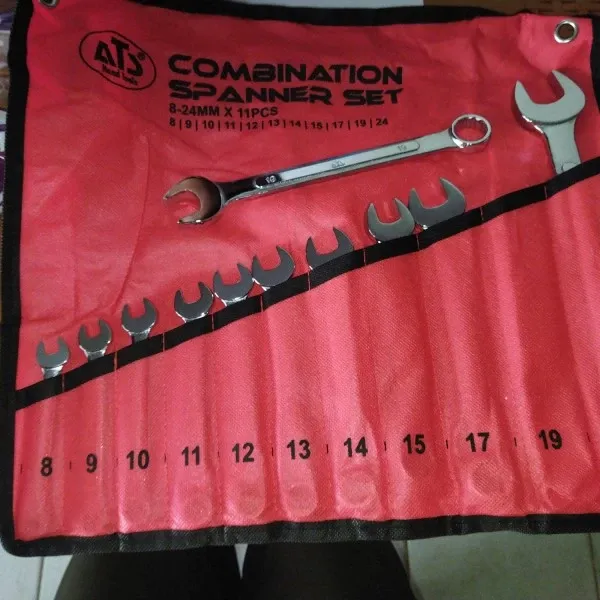 ATS
COMBINATION
SPANNER SET
8-24MM X 11PCS
8 | 9 | 10 | 11 | 12 | 13 | 14 | 15 | 17 | 19 | 24
8 9 10 11 12 13 14 15 17 19